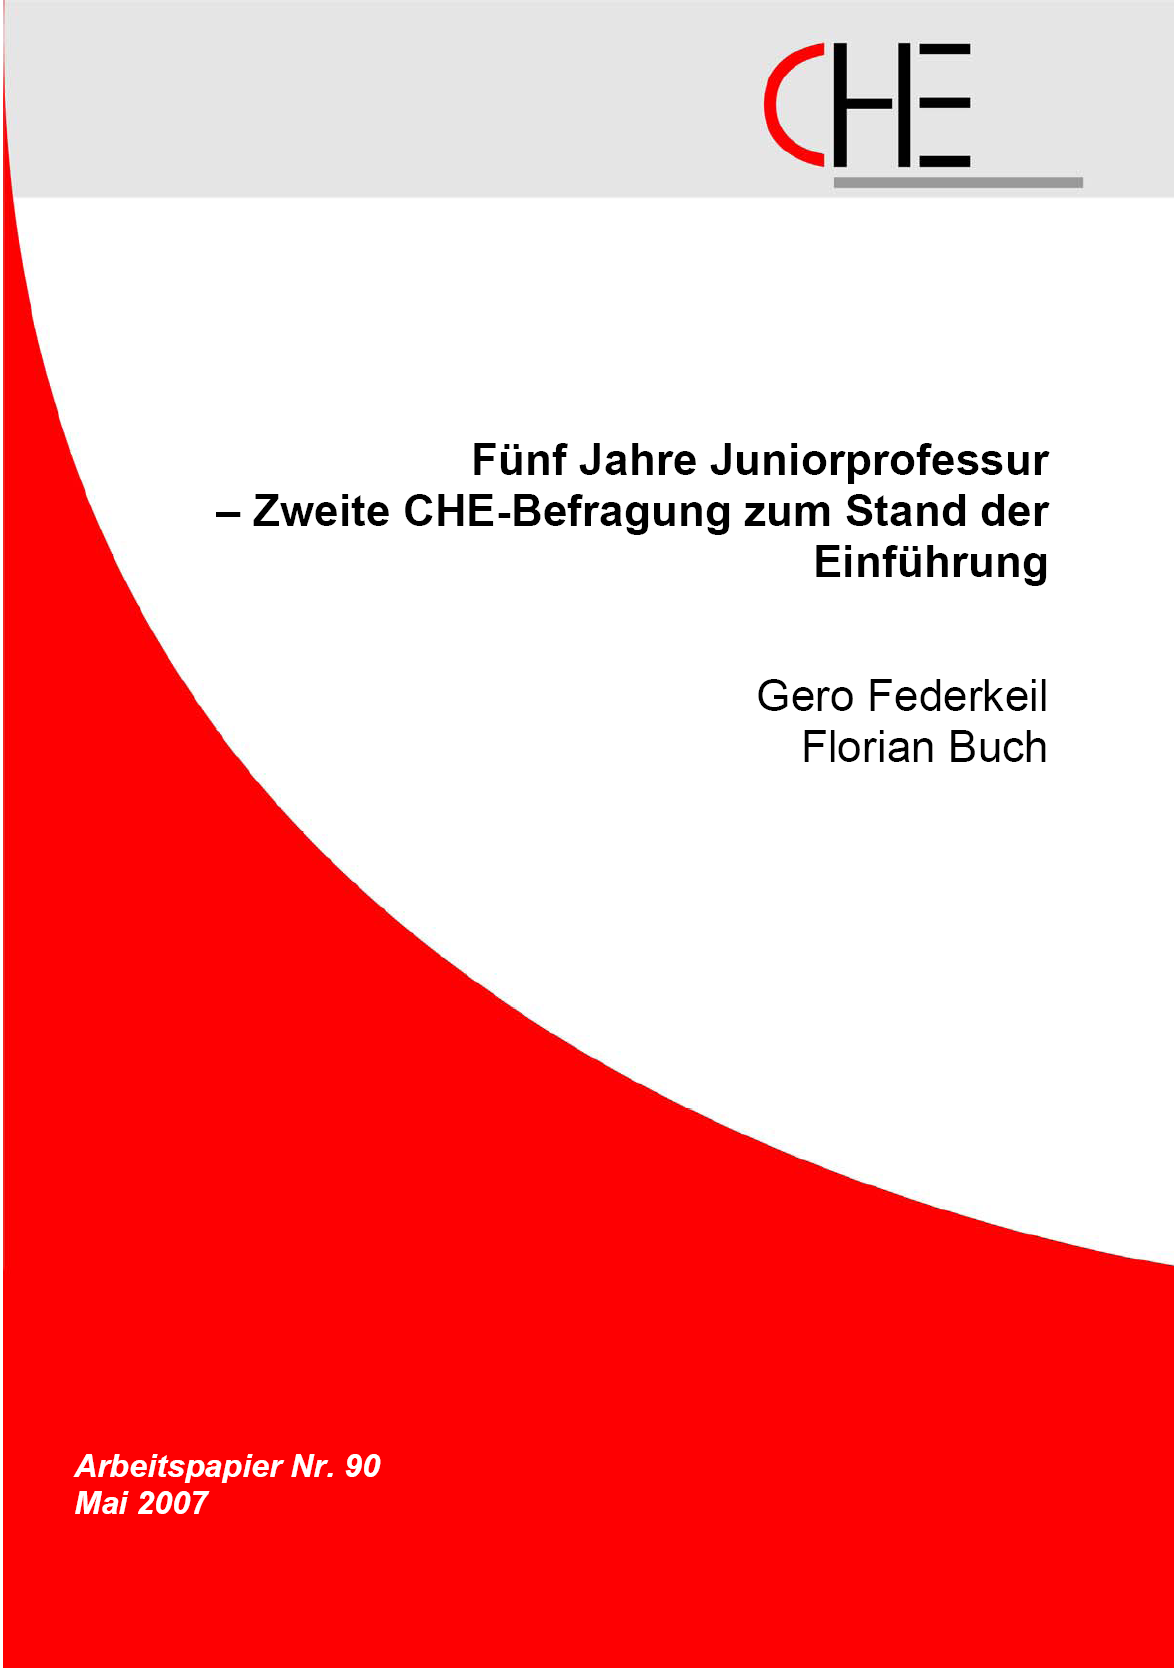 CHE
Fünf Jahre Juniorprofessur
– Zweite CHE-Befragung zum Stand der
Einführung
Gero Federkeil
Florian Buch
Arbeitspapier Nr. 90
Mai 2007